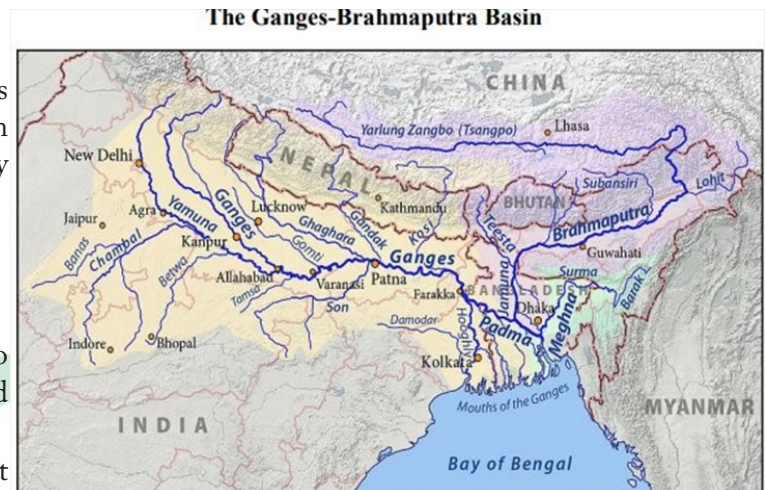 The Ganges-Brahmaputra Basin
s
n
y
o
d
t
CHINA
Yarlung Zangbo (Tsangpo)
Lhasa
New Delhi
NEPAL
Subansiri
Lohit
BHUTAN
Jaipur
Agra
Yamuna
Ganges
Lucknow
Kathmandu
Brahmaputra
Banas
Chambal
Kanpur
Ghaghara
Gomti
Gandak
Kosi
Teesta
Guwahati
Betwa
Allahabad
Varanasi
Patna
Ganges
Farakka
BANGLADESH
Jamuna
Surma
Barak
Tamsa
Son
Damodar
Hooghly
Padma
Dhaka
Meghna
Indore
Bhopal
Kolkata
Mouths of the Ganges
INDIA
MYANMAR
Bay of Bengal